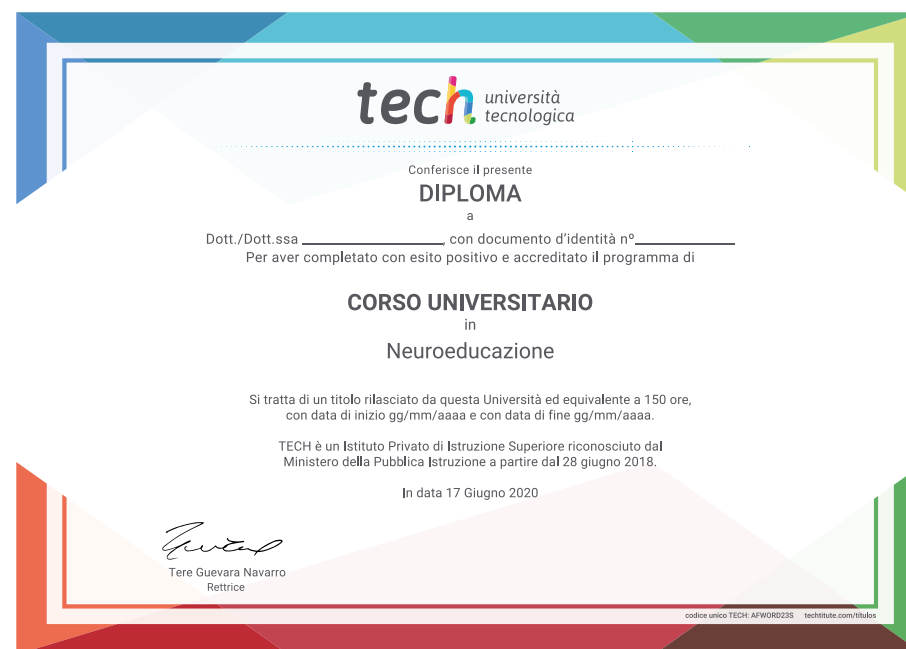 tech università
tecnologica
Conferisce il presente
DIPLOMA
a
Dott./Dott.ssa ____________________, con documento d'identità nº______________
Per aver completato con esito positivo e accreditato il programma di
CORSO UNIVERSITARIO
in
Neuroeducazione
Si tratta di un titolo rilasciato da questa Università ed equivalente a 150 ore,
con data di inizio gg/mm/aaaa e con data di fine gg/mm/aaaa.
TECH è un Istituto Privato di Istruzione Superiore riconosciuto dal
Ministero della Pubblica Istruzione a partire dal 28 giugno 2018.
In data 17 Giugno 2020
Tere Guevara Navarro
Rettrice
codice unico TECH: AFWORD23S techtitute.com/titulos